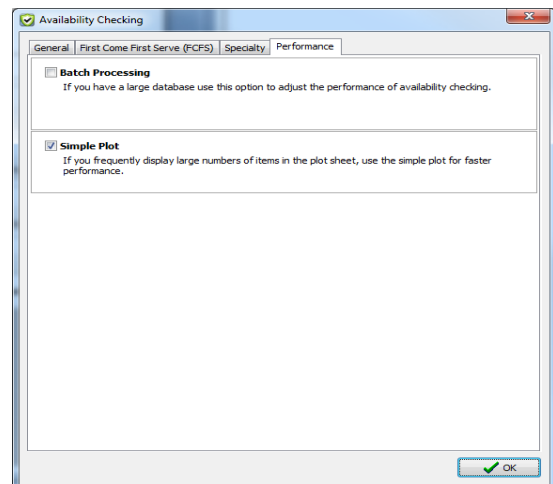 Availability Checking
General First Come First Serve (FCFS) Specialty Performance
Batch Processing
If you have a large database use this option to adjust the performance of availability checking.
Simple Plot
If you frequently display large numbers of items in the plot sheet, use the simple plot for faster
performance.
OK